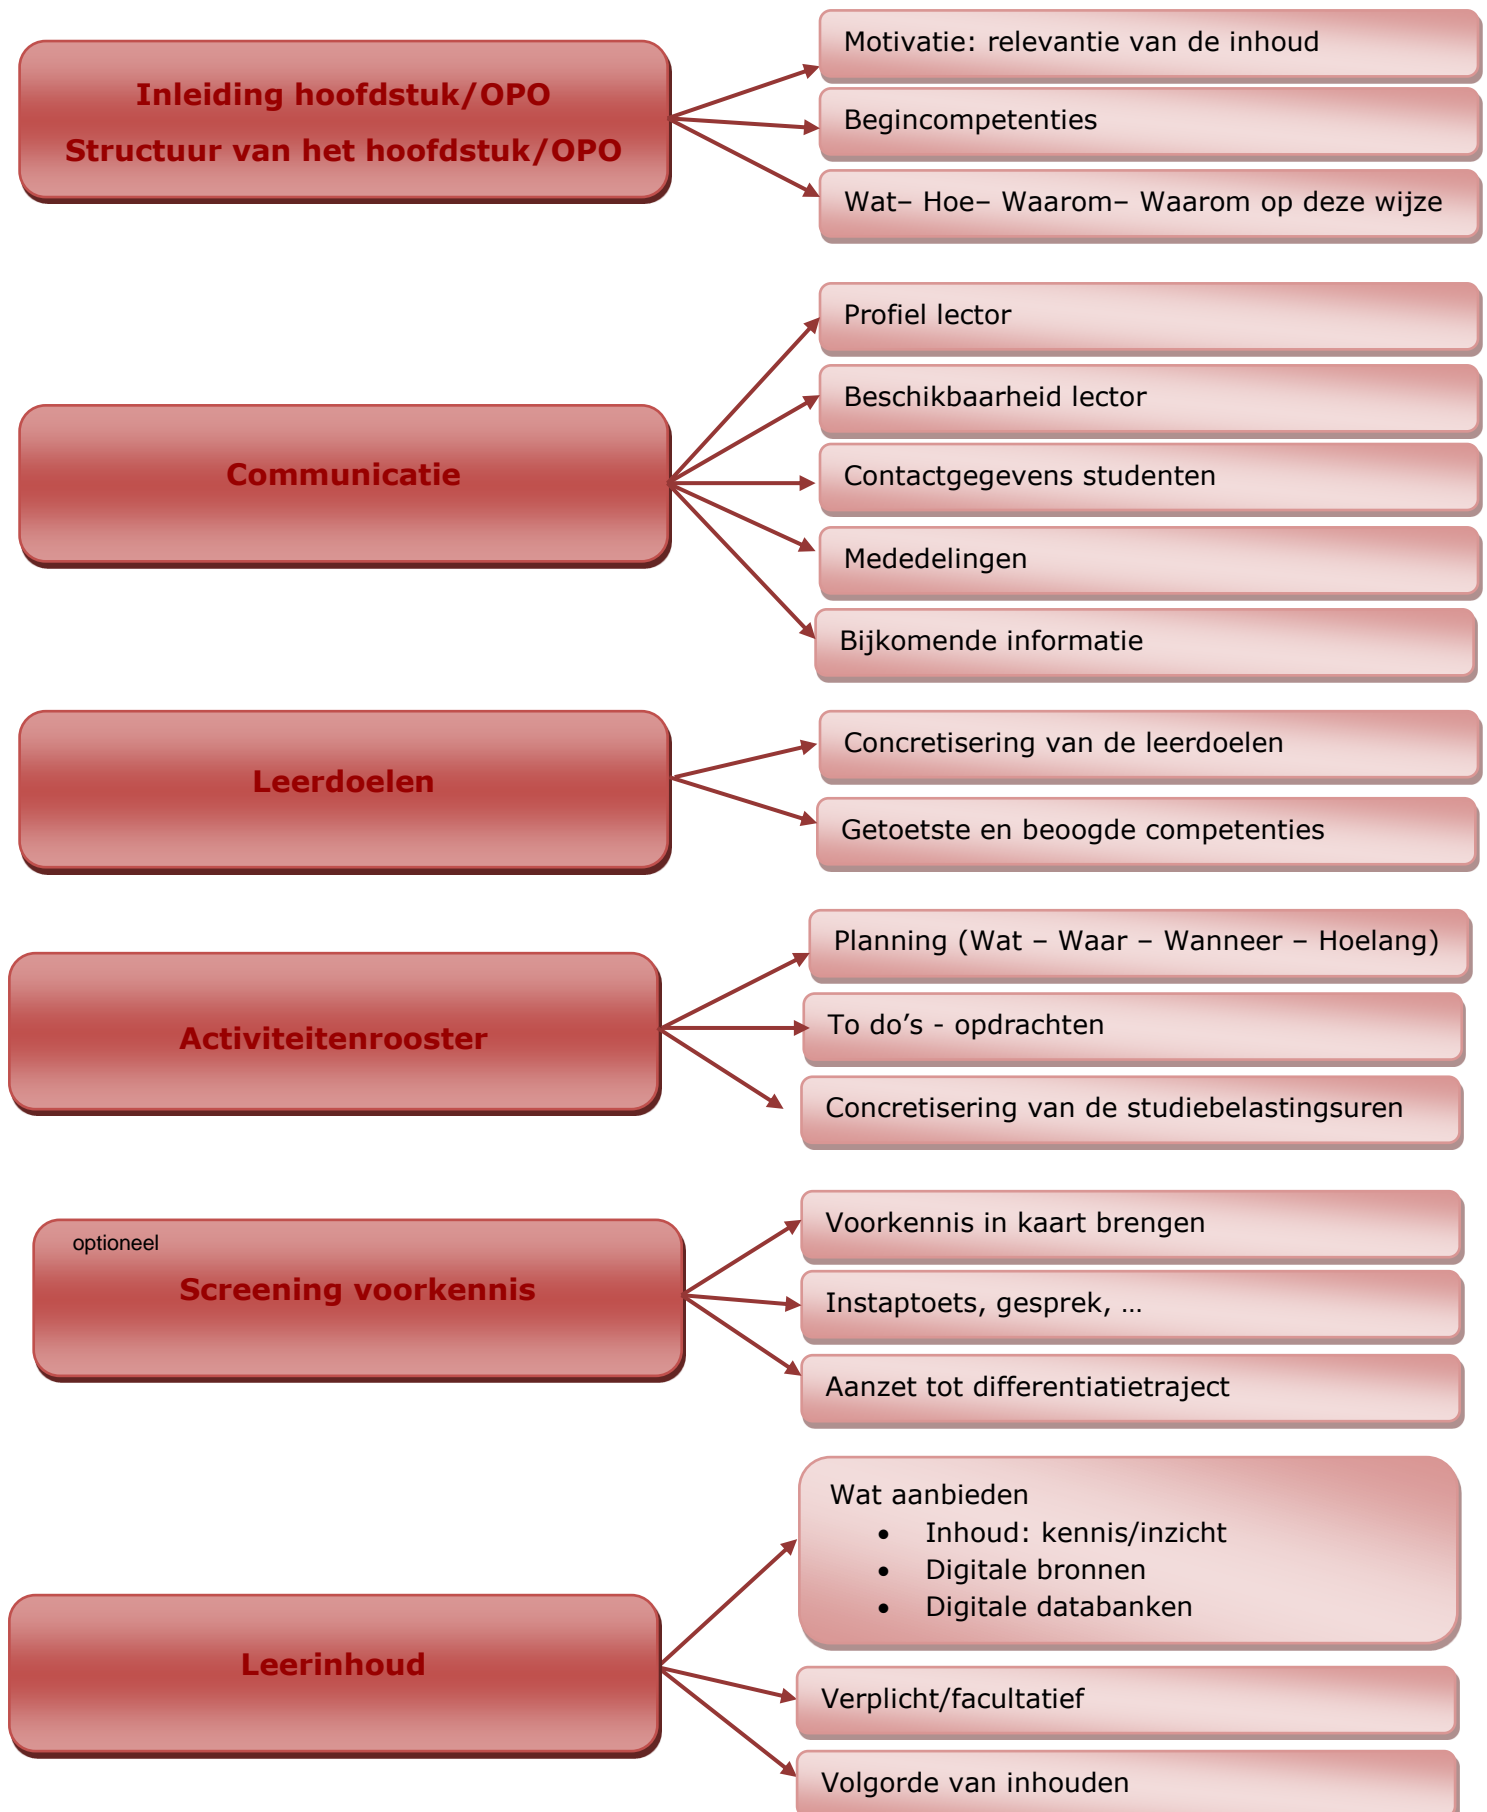 Inleiding hoofdstuk/OPO
Structuur van het hoofdstuk/OPO
Motivatie: relevantie van de inhoud
Begincompetenties
Wat– Hoe– Waarom– Waarom op deze wijze
Communicatie
Profiel lector
Beschikbaarheid lector
Contactgegevens studenten
Mededelingen
Bijkomende informatie
Leerdoelen
Concretisering van de leerdoelen
Getoetste en beoogde competenties
Activiteitenrooster
Planning (Wat – Waar – Wanneer – Hoelang)
To do’s - opdrachten
Concretisering van de studiebelastingsuren
optioneel
Screening voorkennis
Voorkennis in kaart brengen
Instaptoets, gesprek, …
Aanzet tot differentiatietraject
Leerinhoud
Wat aanbieden
• Inhoud: kennis/inzicht
• Digitale bronnen
• Digitale databanken
Verplicht/facultatief
Volgorde van inhouden